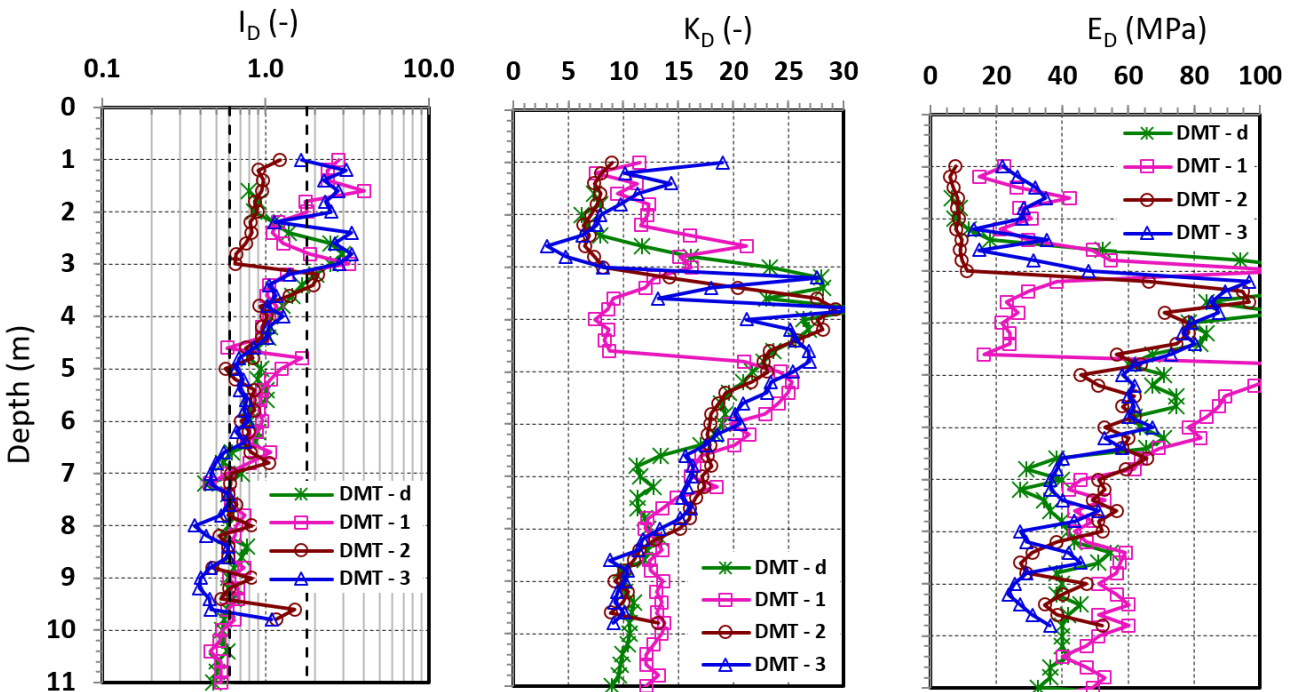 I_D (-)
0.1 1.0 10.0
Depth (m)
0
1
2
3
4
5
6
7
8
9
10
11
DMT - d
DMT - 1
DMT - 2
DMT - 3
K_D (-)
0 5 10 15 20 25 30
DMT - d
DMT - 1
DMT - 2
DMT - 3
E_D (MPa)
0 20 40 60 80 100
DMT - d
DMT - 1
DMT - 2
DMT - 3